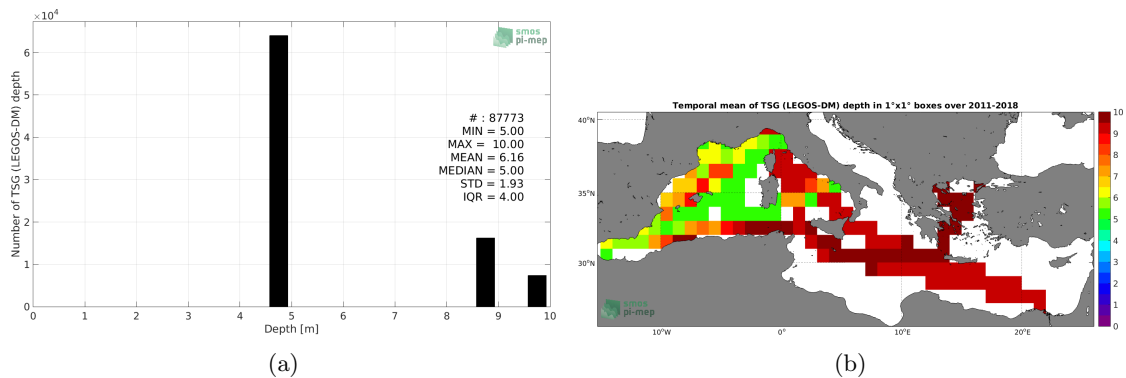 ×10⁴
6
5
4
3
2
1
0
Number of TSG (LEGOS-DM) depth
smos
pi-mep
# : 87773
MIN = 5.00
MAX = 10.00
MEAN = 6.16
MEDIAN = 5.00
STD = 1.93
IQR = 4.00
0 1 2 3 4 5 6 7 8 9 10
Depth [m]
(a)
Temporal mean of TSG (LEGOS-DM) depth in 1°x1° boxes over 2011-2018
40°N
35°N
30°N
10°W 0° 10°E 20°E
smos
pi-mep
10
9
8
7
6
5
4
3
2
1
0
(b)